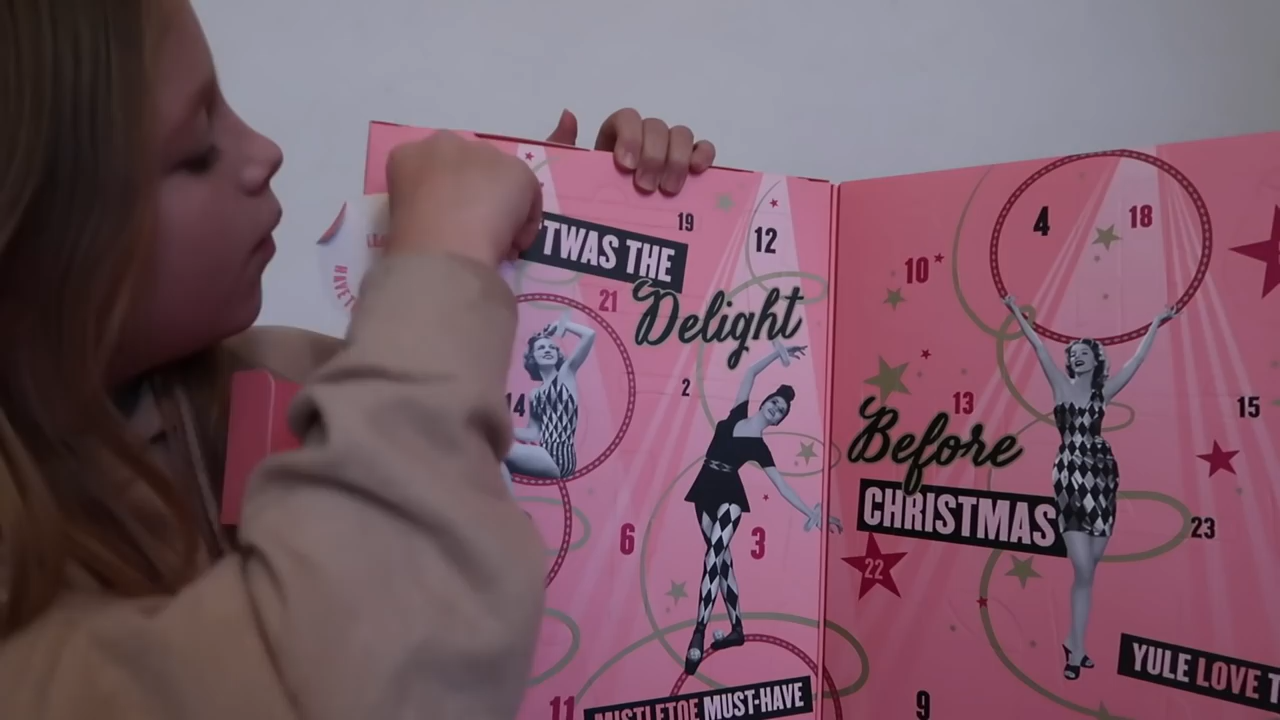 19
12
'TWAS THE
21
Delight
14
2
6
3
11
MISTLETOE MUST-HAVE
4
18
10
13
15
Before
CHRISTMAS
23
22
YULE LOVE
9